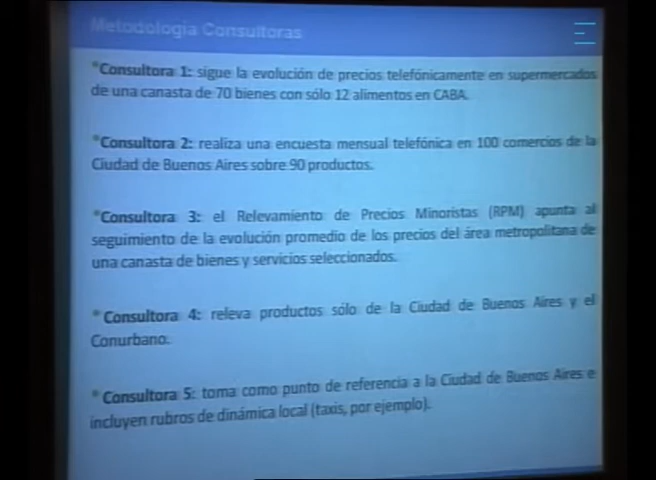 Metodología Consultoras
*Consultora 1: sigue la evolución de precios telefónicamente en supermercados
de una canasta de 70 bienes con sólo 12 alimentos en CABA.
*Consultora 2: realiza una encuesta mensual telefónica en 100 comercios de la
Ciudad de Buenos Aires sobre 90 productos.
*Consultora 3: el Relevamiento de Precios Minoristas (RPM) apunta al
seguimiento de la evolución promedio de los precios del área metropolitana de
una canasta de bienes y servicios seleccionados.
* Consultora 4: releva productos sólo de la Ciudad de Buenos Aires y el
Conurbano.
* Consultora 5: toma como punto de referencia a la Ciudad de Buenos Aires e
incluyen rubros de dinámica local (taxis, por ejemplo).